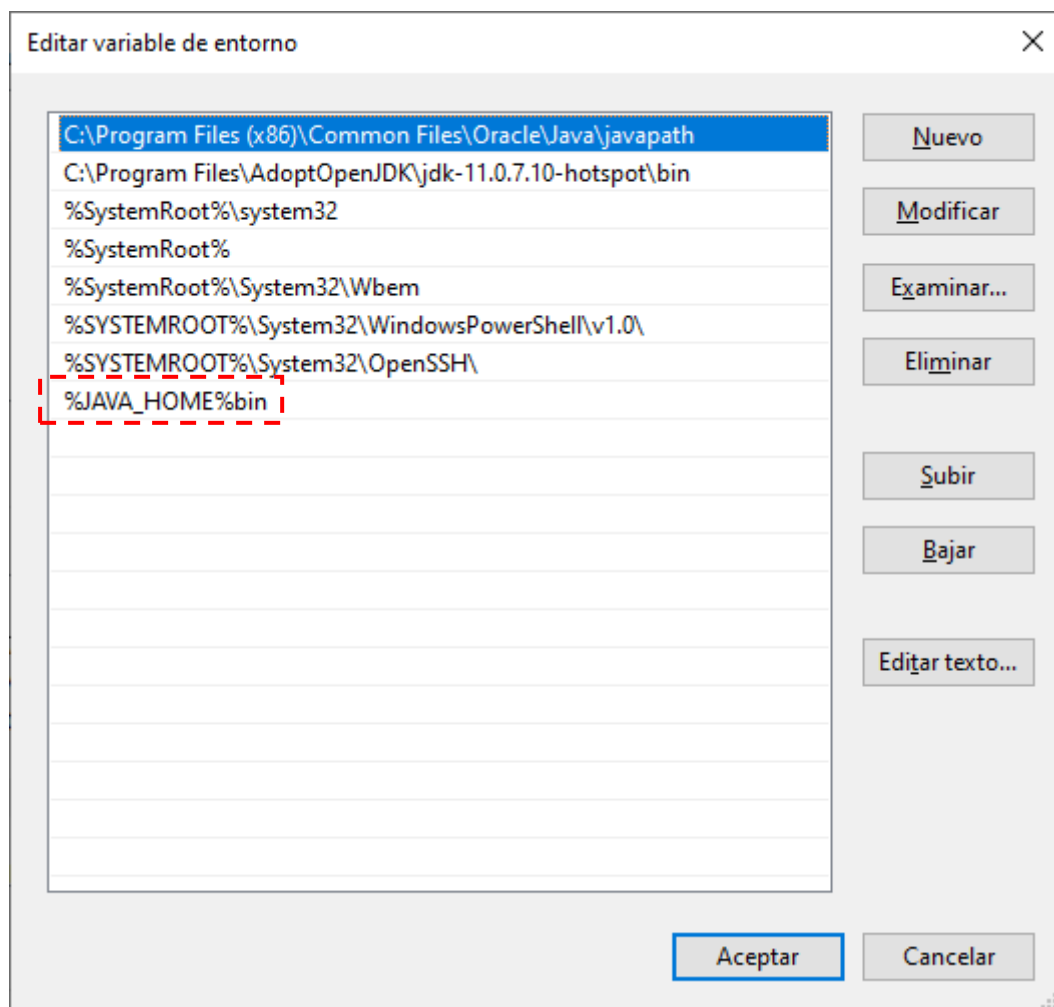 Editar variable de entorno
C:\Program Files (x86)\Common Files\Oracle\Java\javapath
C:\Program Files\AdoptOpenJDK\jdk-11.0.7.10-hotspot\bin
%SystemRoot%\system32
%SystemRoot%
%SystemRoot%\System32\Wbem
%SYSTEMROOT%\System32\WindowsPowerShell\v1.0\
%SYSTEMROOT%\System32\OpenSSH\
%JAVA_HOME%bin
Nuevo
Modificar
Examinar...
Eliminar
Subir
Bajar
Editar texto...
Aceptar
Cancelar